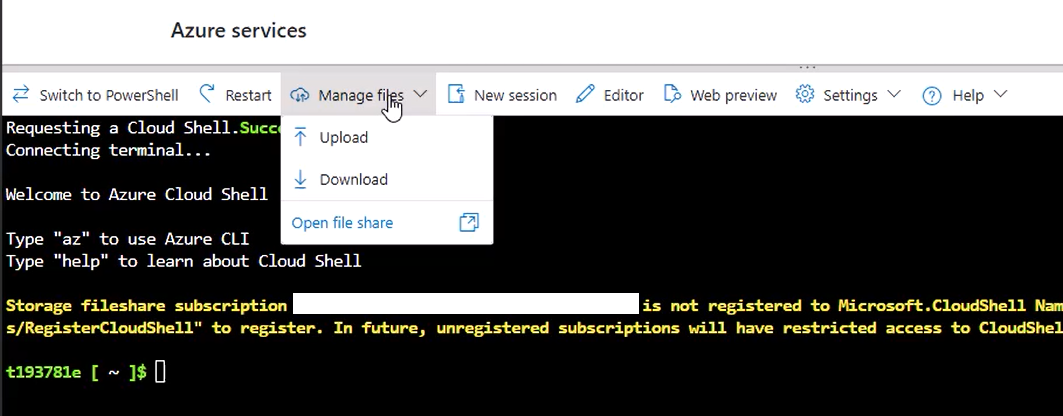 Azure services
Switch to PowerShell Restart Manage files New session Editor Web preview Settings Help
Upload
Download
Open file share
Requesting a Cloud Shell.Succ
Connecting terminal...
Welcome to Azure Cloud Shell
Type "az" to use Azure CLI
Type "help" to learn about Cloud Shell
Storage fileshare subscription is not registered to Microsoft.CloudShell Nam
s/RegisterCloudShell" to register. In future, unregistered subscriptions will have restricted access to CloudShel
t193781e [ ~ ]$